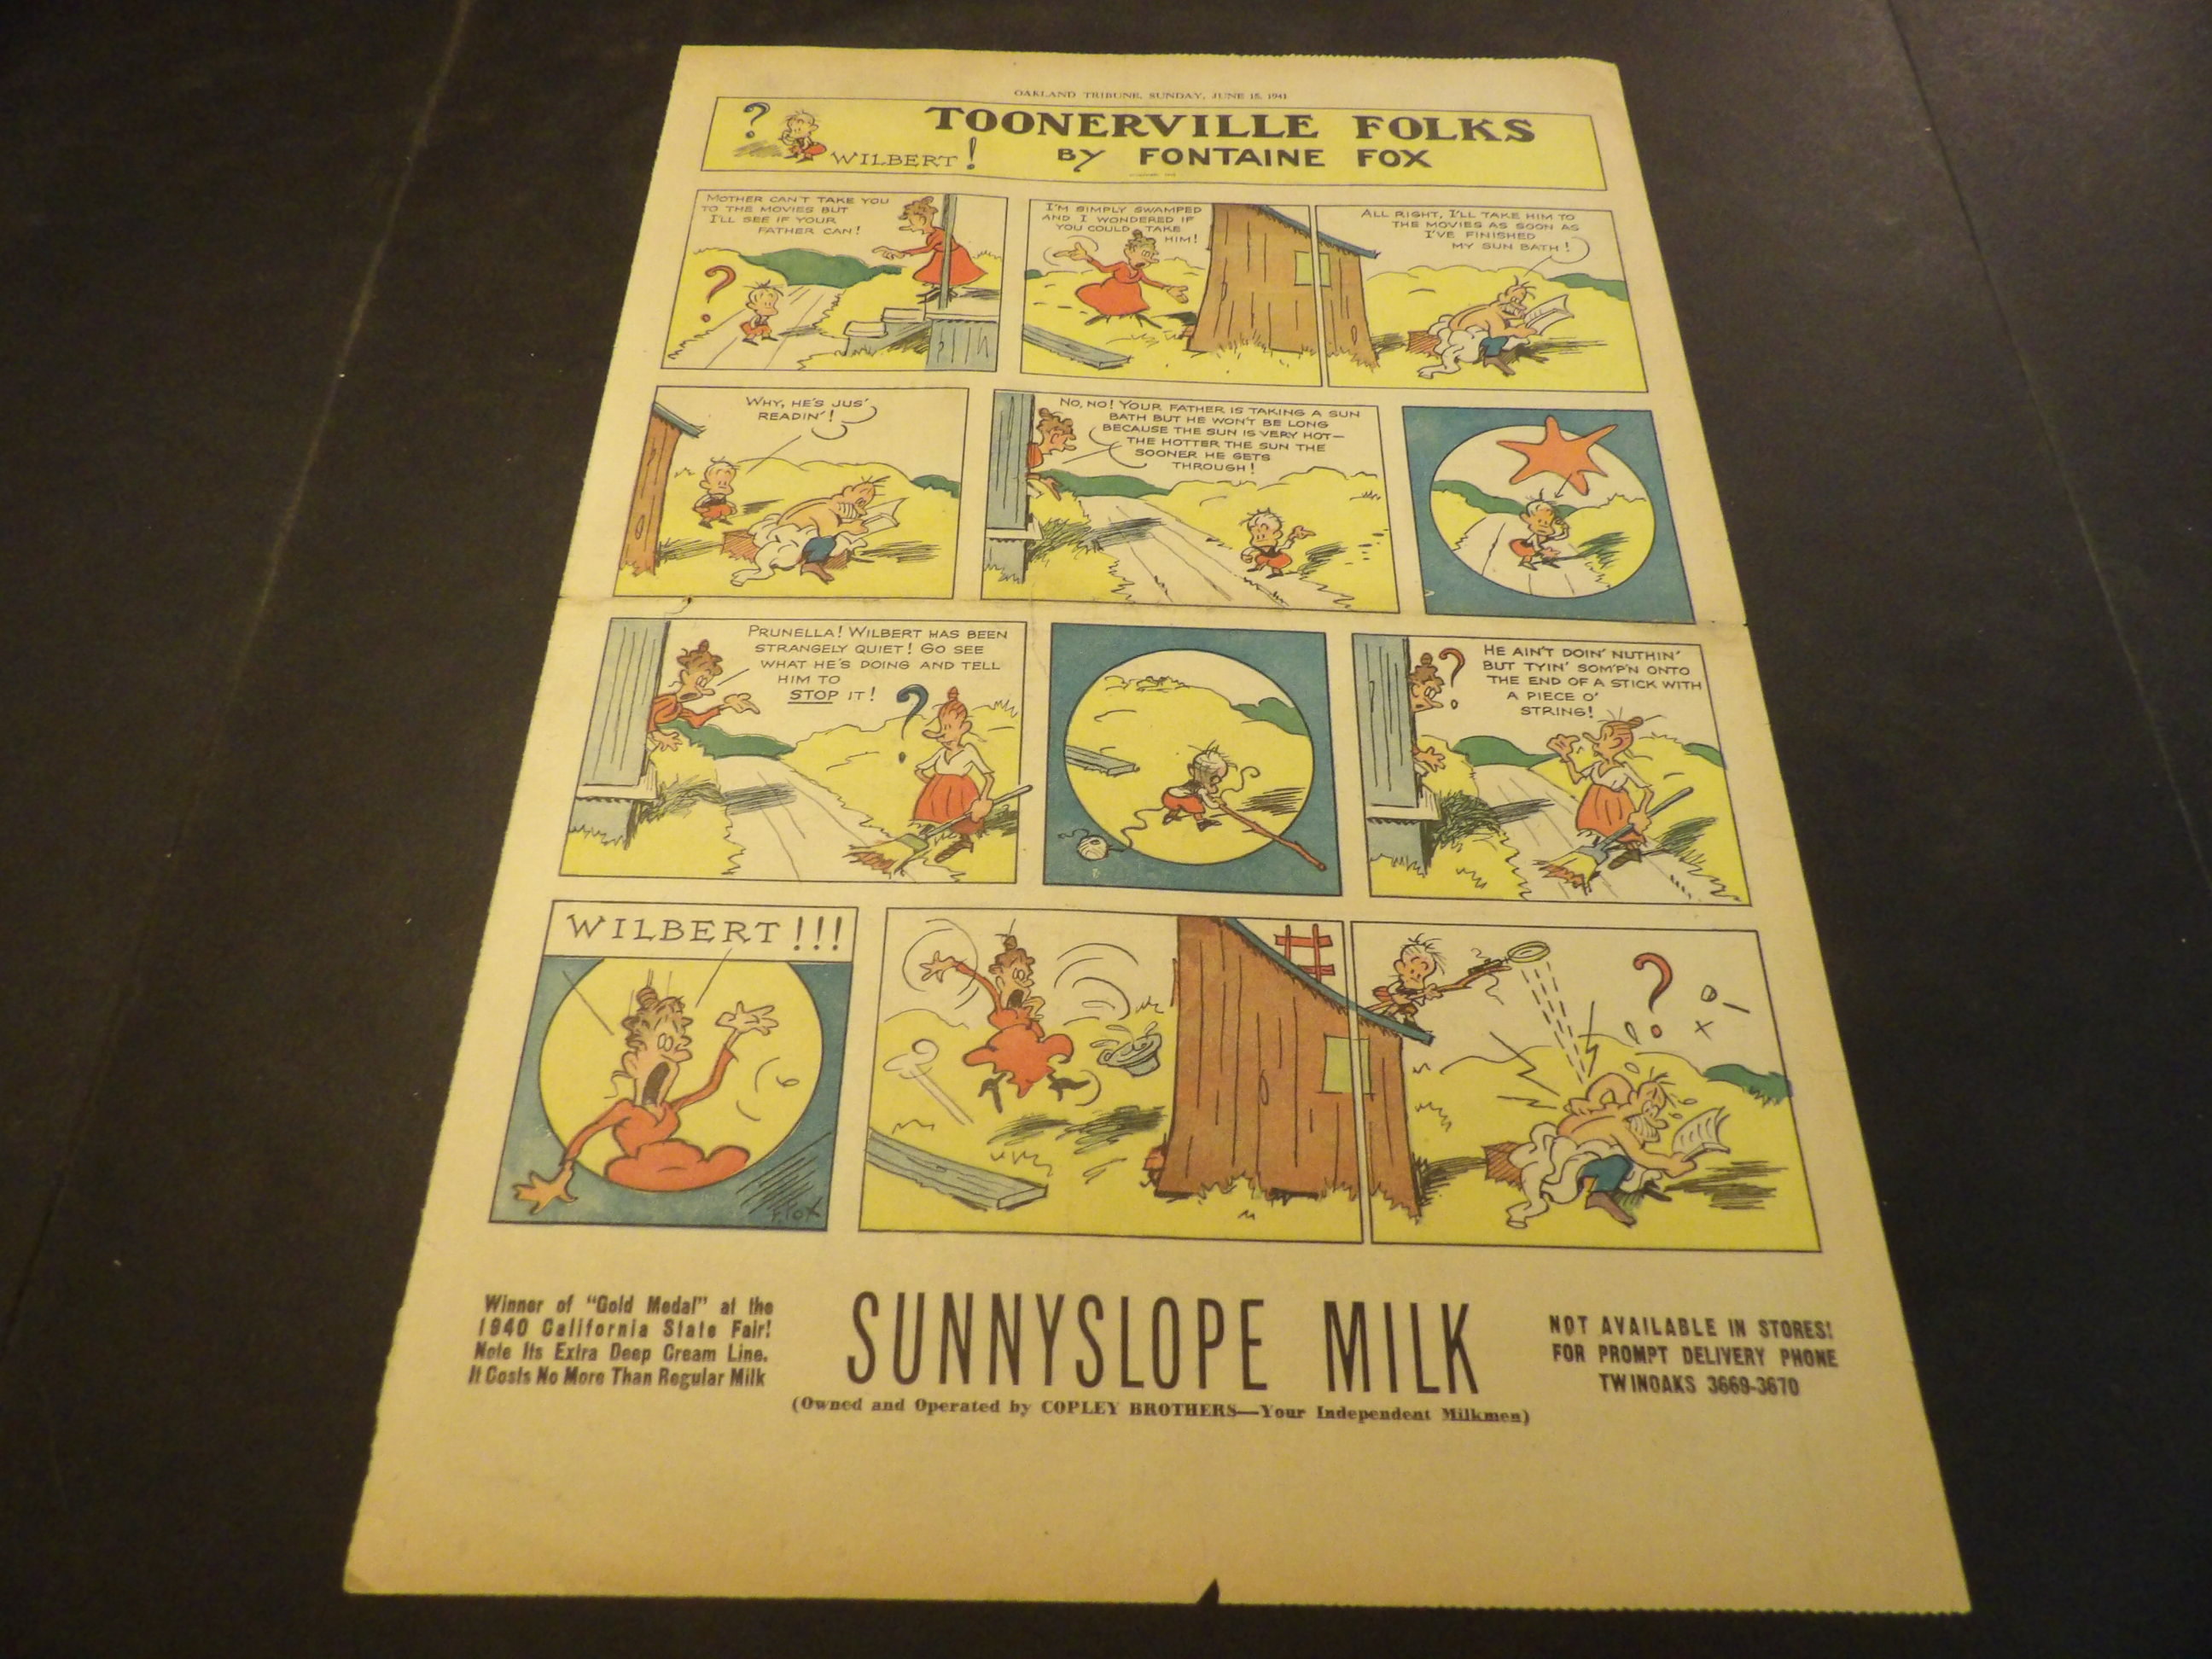 OAKLAND TRIBUNE, SUNDAY, JUNE 15, 1941
?
WILBERT!
TOONERVILLE FOLKS
BY FONTAINE FOX
MOTHER CAN'T TAKE YOU
TO THE MOVIES BUT
I'LL SEE IF YOUR
FATHER CAN!
?
I'M SIMPLY SWAMPED
AND I WONDERED IF
YOU COULD TAKE
HIM!
ALL RIGHT, I'LL TAKE HIM TO
THE MOVIES AS SOON AS
I'VE FINISHED
MY SUN BATH!
WHY, HE'S JUS'
READIN'!
NO, NO! YOUR FATHER IS TAKING A SUN
BATH BUT HE WON'T BE LONG
BECAUSE THE SUN IS VERY HOT—
THE HOTTER THE SUN THE
SOONER HE GETS
THROUGH!
PRUNELLA! WILBERT HAS BEEN
STRANGELY QUIET! GO SEE
WHAT HE'S DOING AND TELL
HIM TO
STOP IT!
?
?
HE AIN'T DOIN' NUTHIN'
BUT TYIN' SOM'P'N ONTO
THE END OF A STICK WITH
A PIECE O'
STRING!
WILBERT!!!
F. FOX
?
Winner of "Gold Medal" at the
1940 California State Fair!
Note Its Extra Deep Cream Line.
It Costs No More Than Regular Milk
SUNNYSLOPE MILK
(Owned and Operated by COPLEY BROTHERS—Your Independent Milkmen)
NOT AVAILABLE IN STORES!
FOR PROMPT DELIVERY PHONE
TWINOAKS 3669-3670